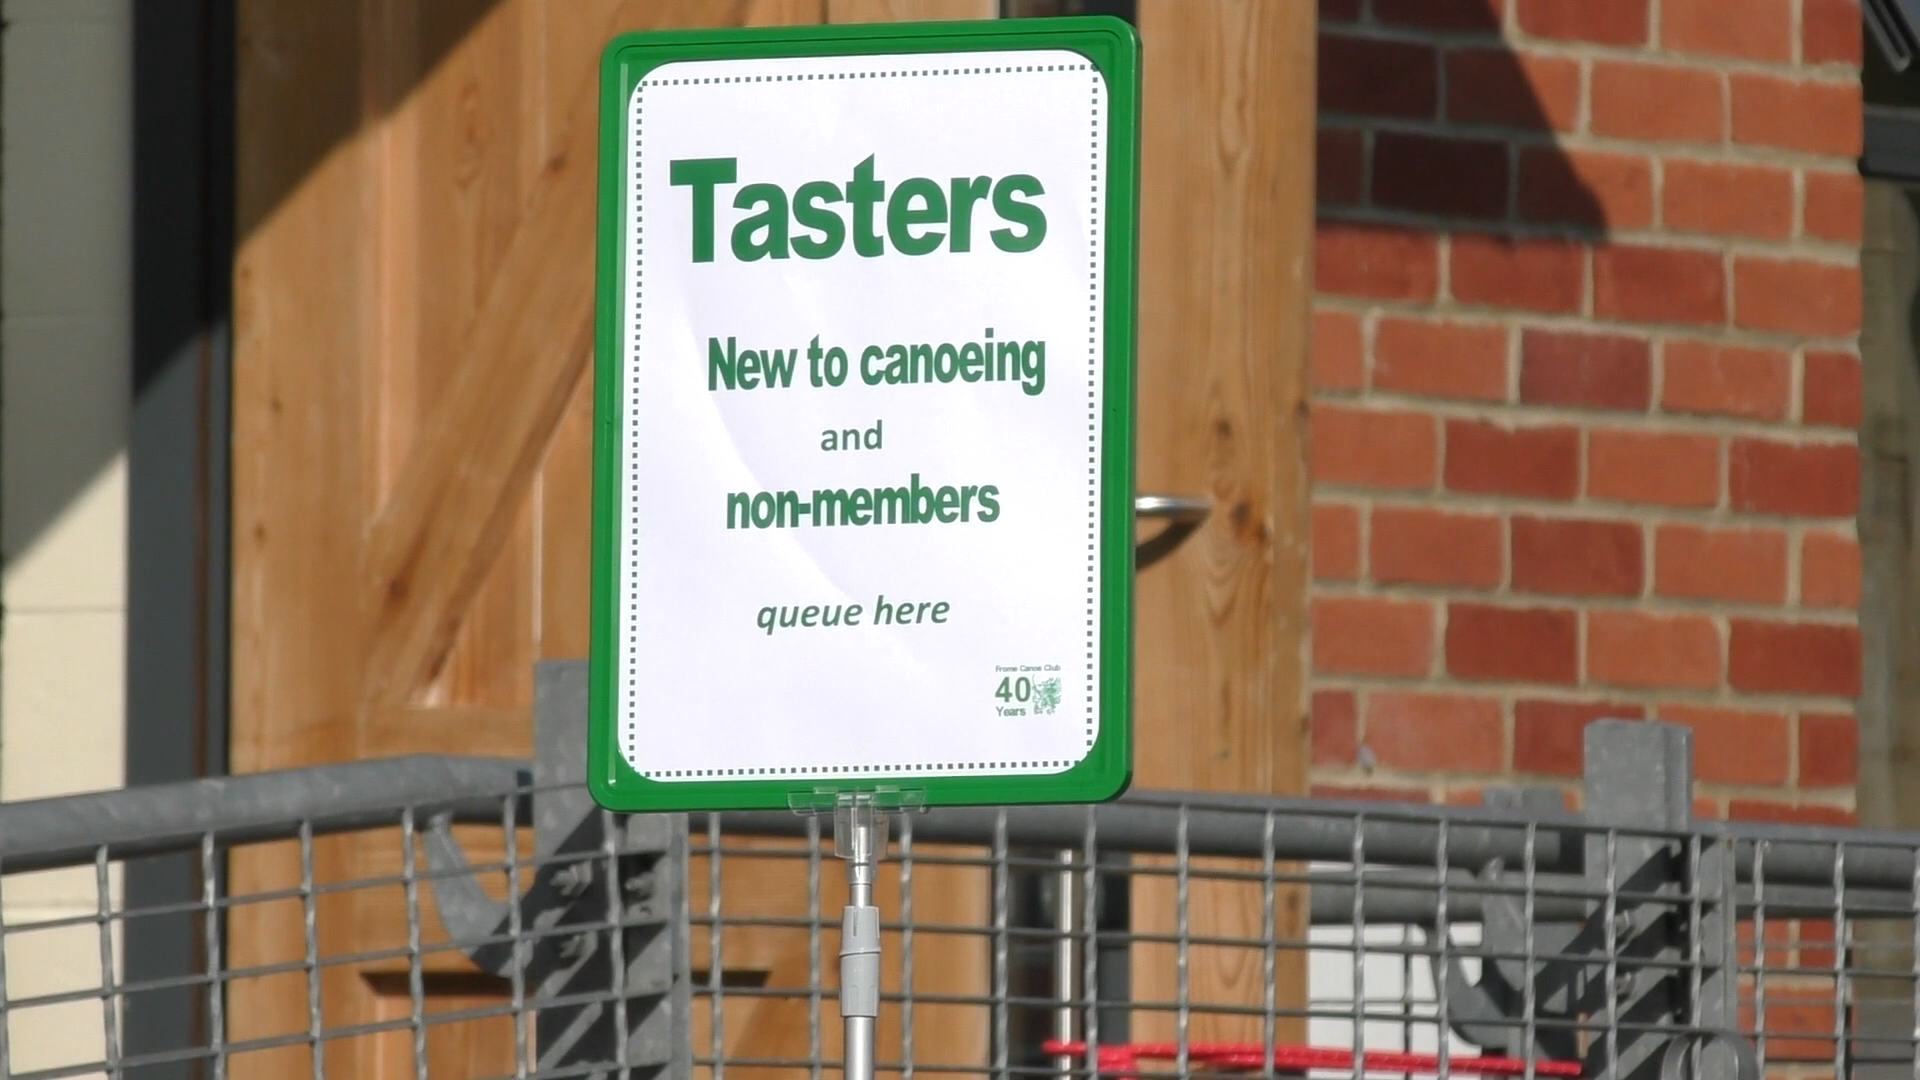 Tasters
New to canoeing
and
non-members
queue here
Frome Canoe Club
40
Years